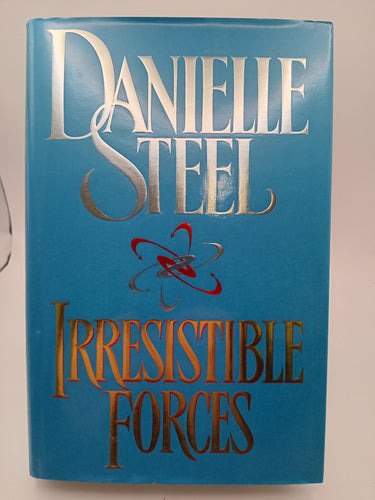 DANIELLE
STEEL
IRRESISTIBLE
FORCES